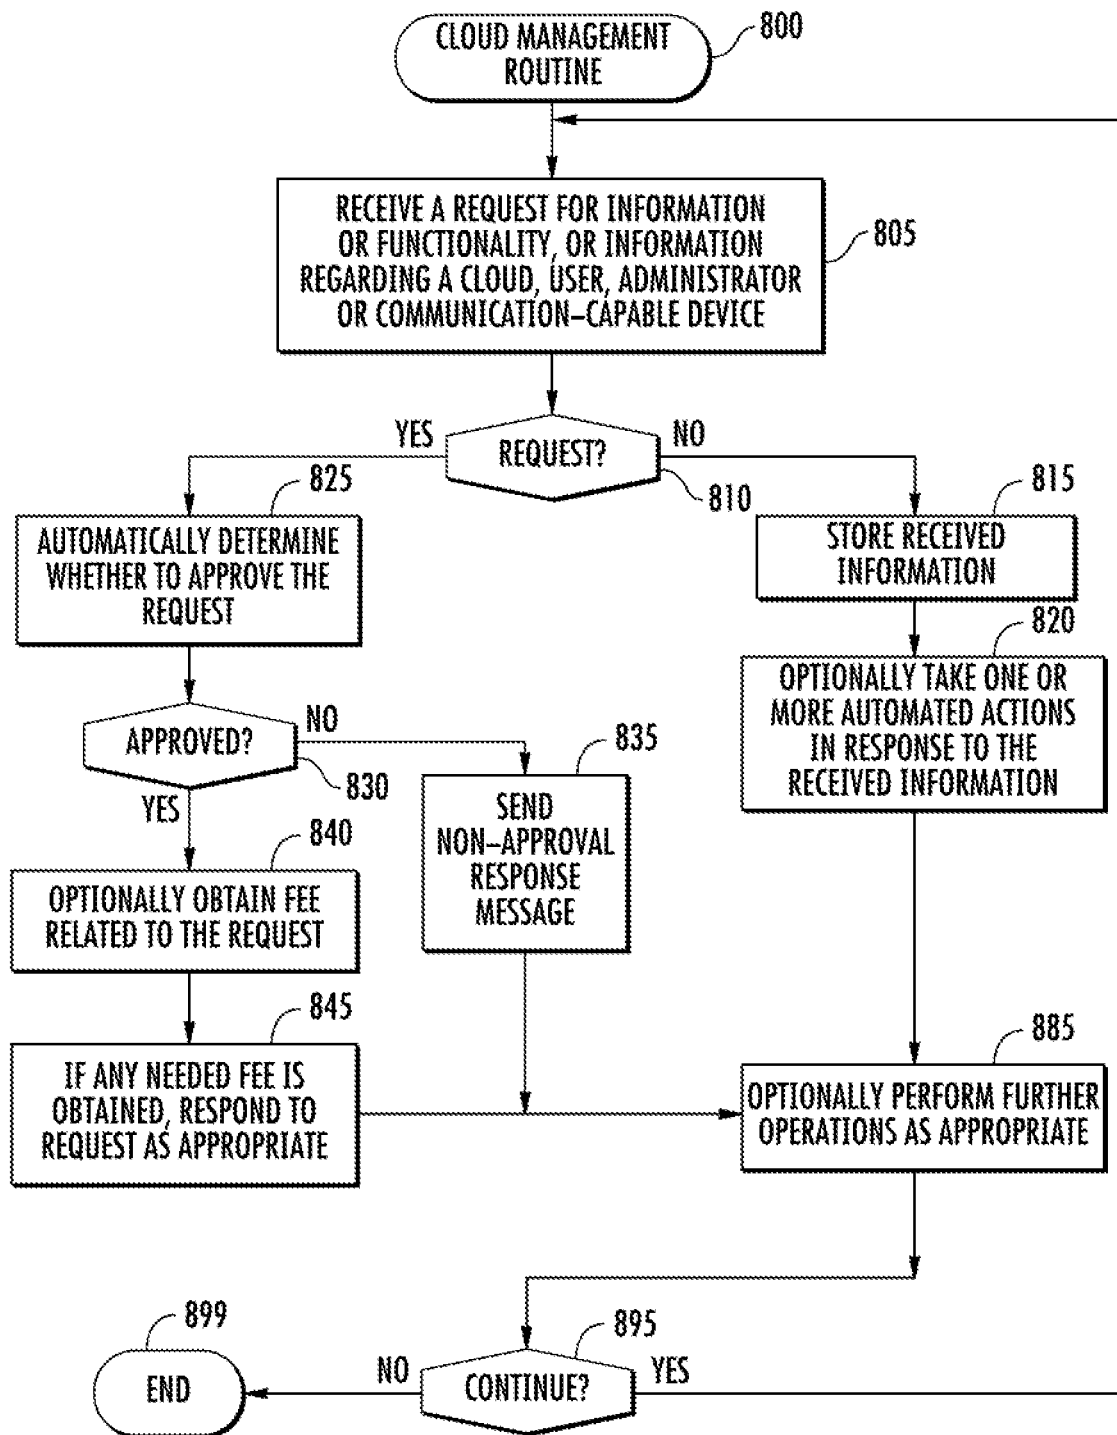 CLOUD MANAGEMENT
ROUTINE
800
RECEIVE A REQUEST FOR INFORMATION
OR FUNCTIONALITY, OR INFORMATION
REGARDING A CLOUD, USER, ADMINISTRATOR
OR COMMUNICATION–CAPABLE DEVICE
805
YES
REQUEST?
NO
810
825
AUTOMATICALLY DETERMINE
WHETHER TO APPROVE THE
REQUEST
815
STORE RECEIVED
INFORMATION
820
OPTIONALLY TAKE ONE OR
MORE AUTOMATED ACTIONS
IN RESPONSE TO THE
RECEIVED INFORMATION
APPROVED?
NO
830
YES
835
SEND
NON–APPROVAL
RESPONSE
MESSAGE
840
OPTIONALLY OBTAIN FEE
RELATED TO THE REQUEST
845
IF ANY NEEDED FEE IS
OBTAINED, RESPOND TO
REQUEST AS APPROPRIATE
885
OPTIONALLY PERFORM FURTHER
OPERATIONS AS APPROPRIATE
895
NO
CONTINUE?
YES
899
END